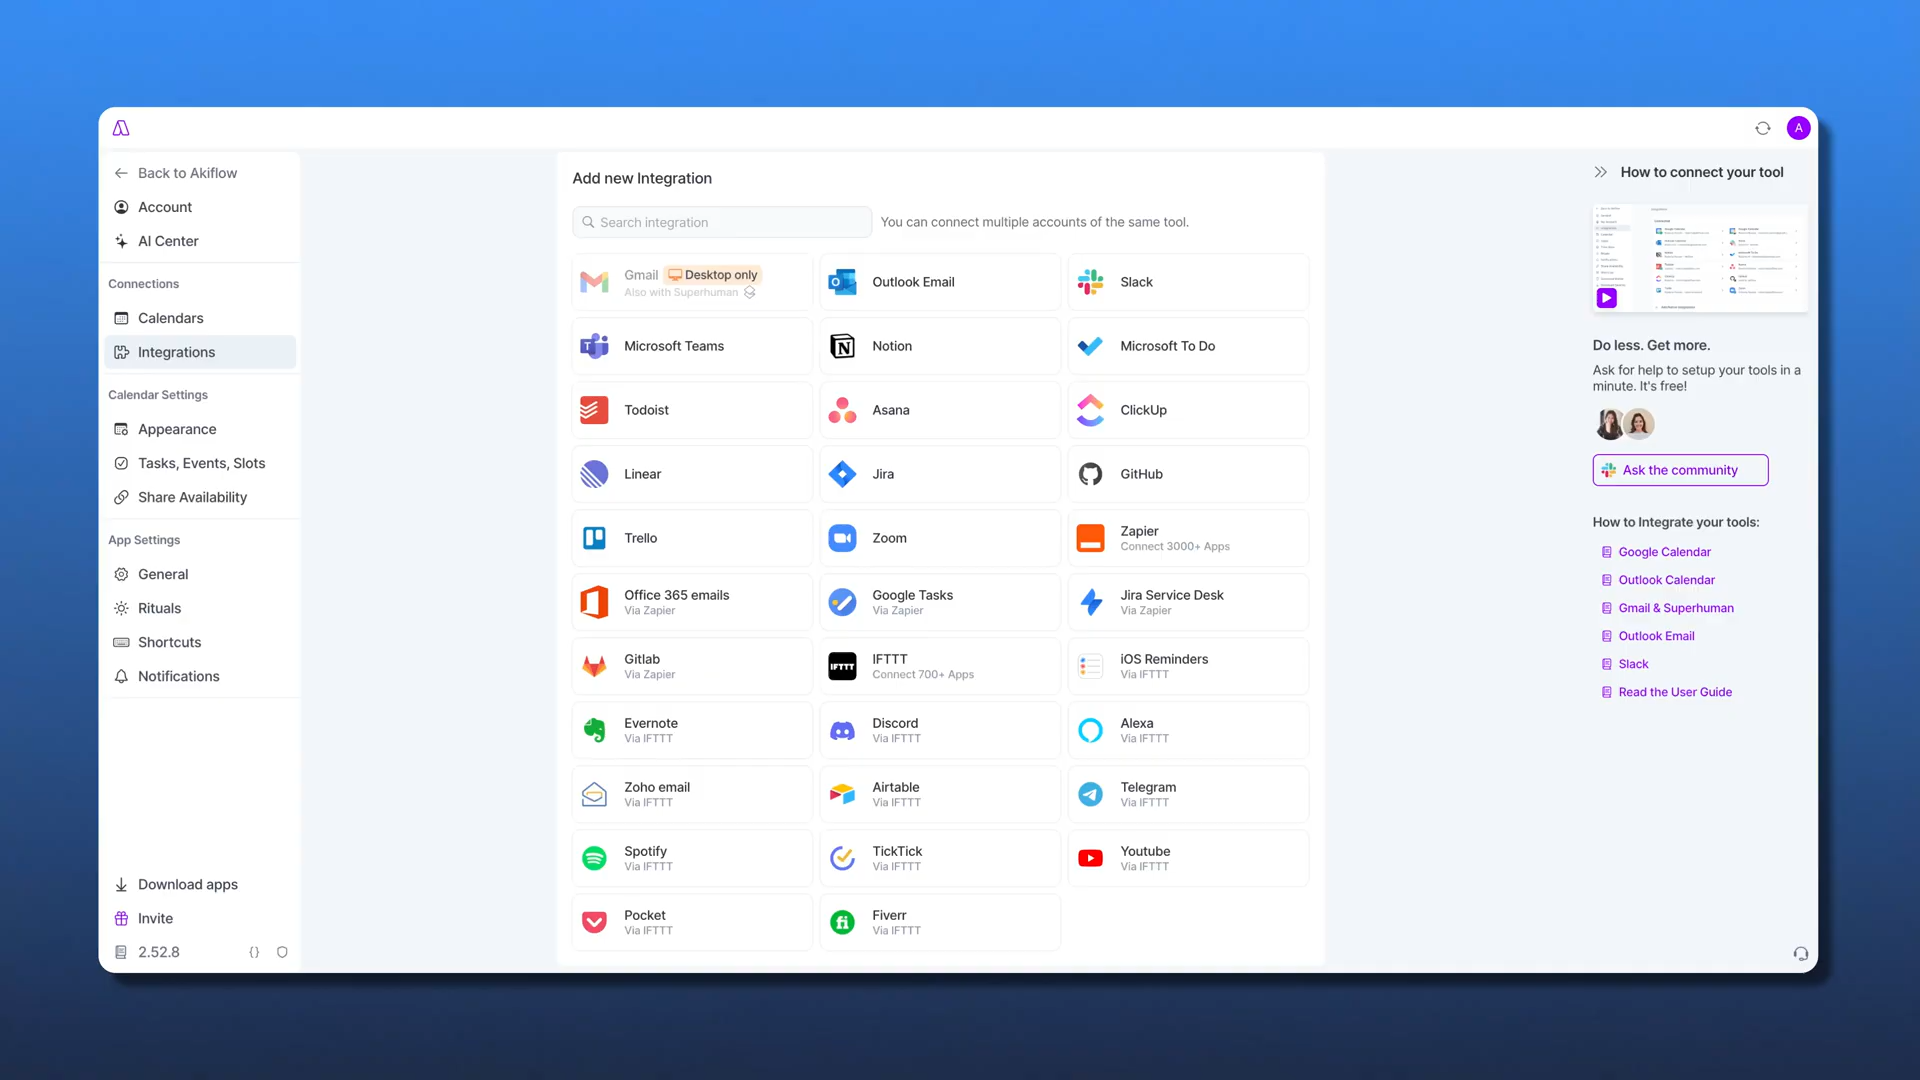 A
Back to Akiflow
Account
AI Center
Connections
Calendars
Integrations
Calendar Settings
Appearance
Tasks, Events, Slots
Share Availability
App Settings
General
Rituals
Shortcuts
Notifications
Download apps
Invite
2.52.8
{}
Add new Integration
Search integration
You can connect multiple accounts of the same tool.
Gmail Desktop only
Also with Superhuman
Outlook Email
Slack
Microsoft Teams
Notion
Microsoft To Do
Todoist
Asana
ClickUp
Linear
Jira
GitHub
Trello
Zoom
Zapier
Connect 3000+ Apps
Office 365 emails
Via Zapier
Google Tasks
Via Zapier
Jira Service Desk
Via Zapier
Gitlab
Via Zapier
IFTTT
IFTTT
Connect 700+ Apps
iOS Reminders
Via IFTTT
Evernote
Via IFTTT
Discord
Via IFTTT
Alexa
Via IFTTT
Zoho email
Via IFTTT
Airtable
Via IFTTT
Telegram
Via IFTTT
Spotify
Via IFTTT
TickTick
Via IFTTT
Youtube
Via IFTTT
Pocket
Via IFTTT
fi
Fiverr
Via IFTTT
How to connect your tool
Do less. Get more.
Ask for help to setup your tools in a
minute. It's free!
Ask the community
How to Integrate your tools:
Google Calendar
Outlook Calendar
Gmail & Superhuman
Outlook Email
Slack
Read the User Guide